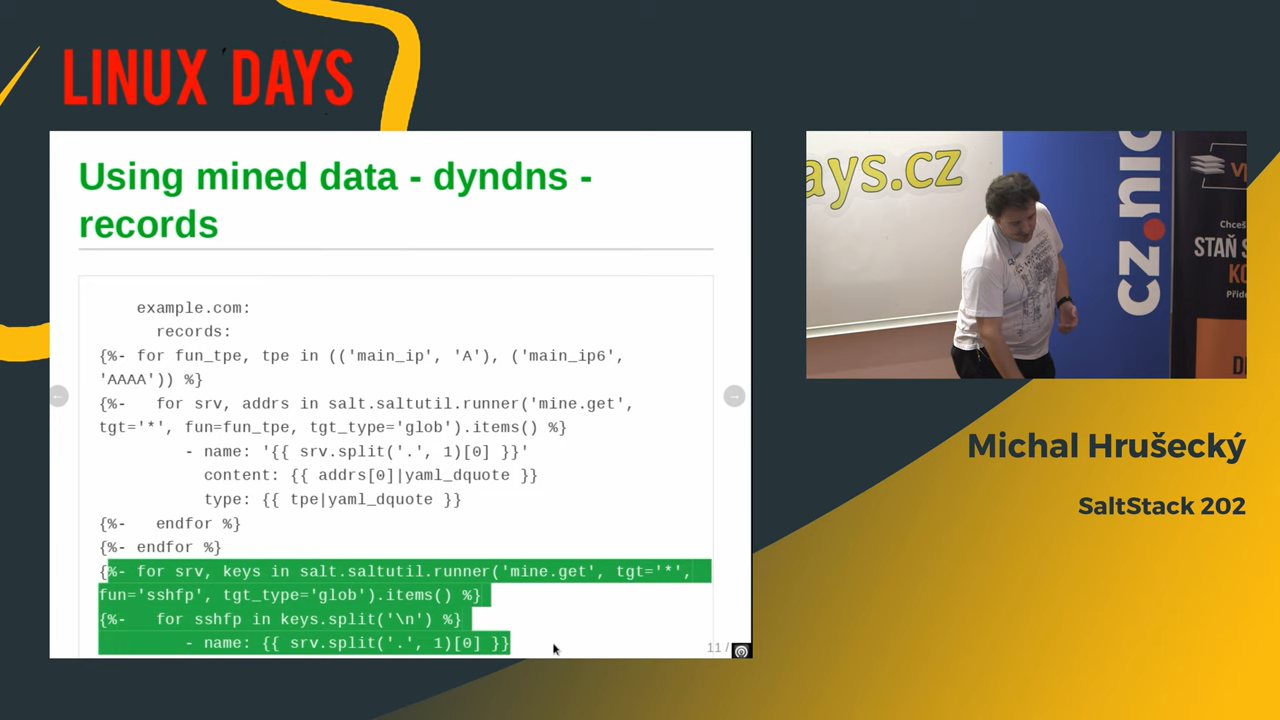 LINUX DAYS
Using mined data - dyndns -
records
example.com:
records:
{%- for fun_tpe, tpe in (('main_ip', 'A'), ('main_ip6',
'AAAA')) %}
{%-   for srv, addrs in salt.saltutil.runner('mine.get',
tgt='*', fun=fun_tpe, tgt_type='glob').items() %}
- name: '{{ srv.split('.', 1)[0] }}'
content: {{ addrs[0]|yaml_dquote }}
type: {{ tpe|yaml_dquote }}
{%-   endfor %}
{%- endfor %}
{%- for srv, keys in salt.saltutil.runner('mine.get', tgt='*',
fun='sshfp', tgt_type='glob').items() %}
{%-   for sshfp in keys.split('\n') %}
- name: {{ srv.split('.', 1)[0] }}
11 /
ays.cz
cz.nic
Chceš
STAŇ S
KO
Přide
Michal Hrušecký
SaltStack 202